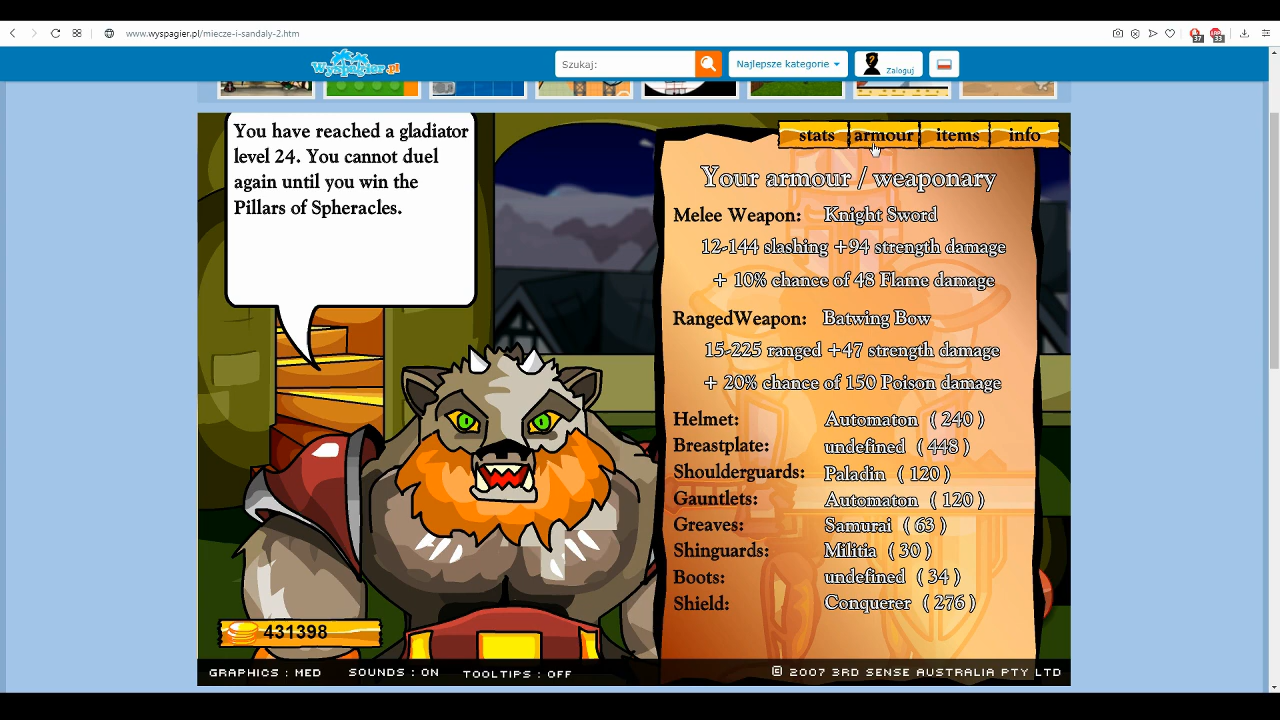 www.wyspagier.pl/miecze-i-sandaly-2.htm
37
33
Wyspagier.pl
Szukaj:
Najlepsze kategorie
Zaloguj
You have reached a gladiator
level 24. You cannot duel
again until you win the
Pillars of Spheracles.
stats armour items info
Your armour / weaponary
Melee Weapon: Knight Sword
12-144 slashing +94 strength damage
+ 10% chance of 48 Flame damage
RangedWeapon: Batwing Bow
15-225 ranged +47 strength damage
+ 20% chance of 150 Poison damage
Helmet: Automaton ( 240 )
Breastplate: undefined ( 448 )
Shoulderguards: Paladin ( 120 )
Gauntlets: Automaton ( 120 )
Greaves: Samurai ( 63 )
Shinguards: Militia ( 30 )
Boots: undefined ( 34 )
Shield: Conquerer ( 276 )
431398
GRAPHICS : MED SOUNDS : ON TOOLTIPS : OFF
© 2007 3RD SENSE AUSTRALIA PTY LTD